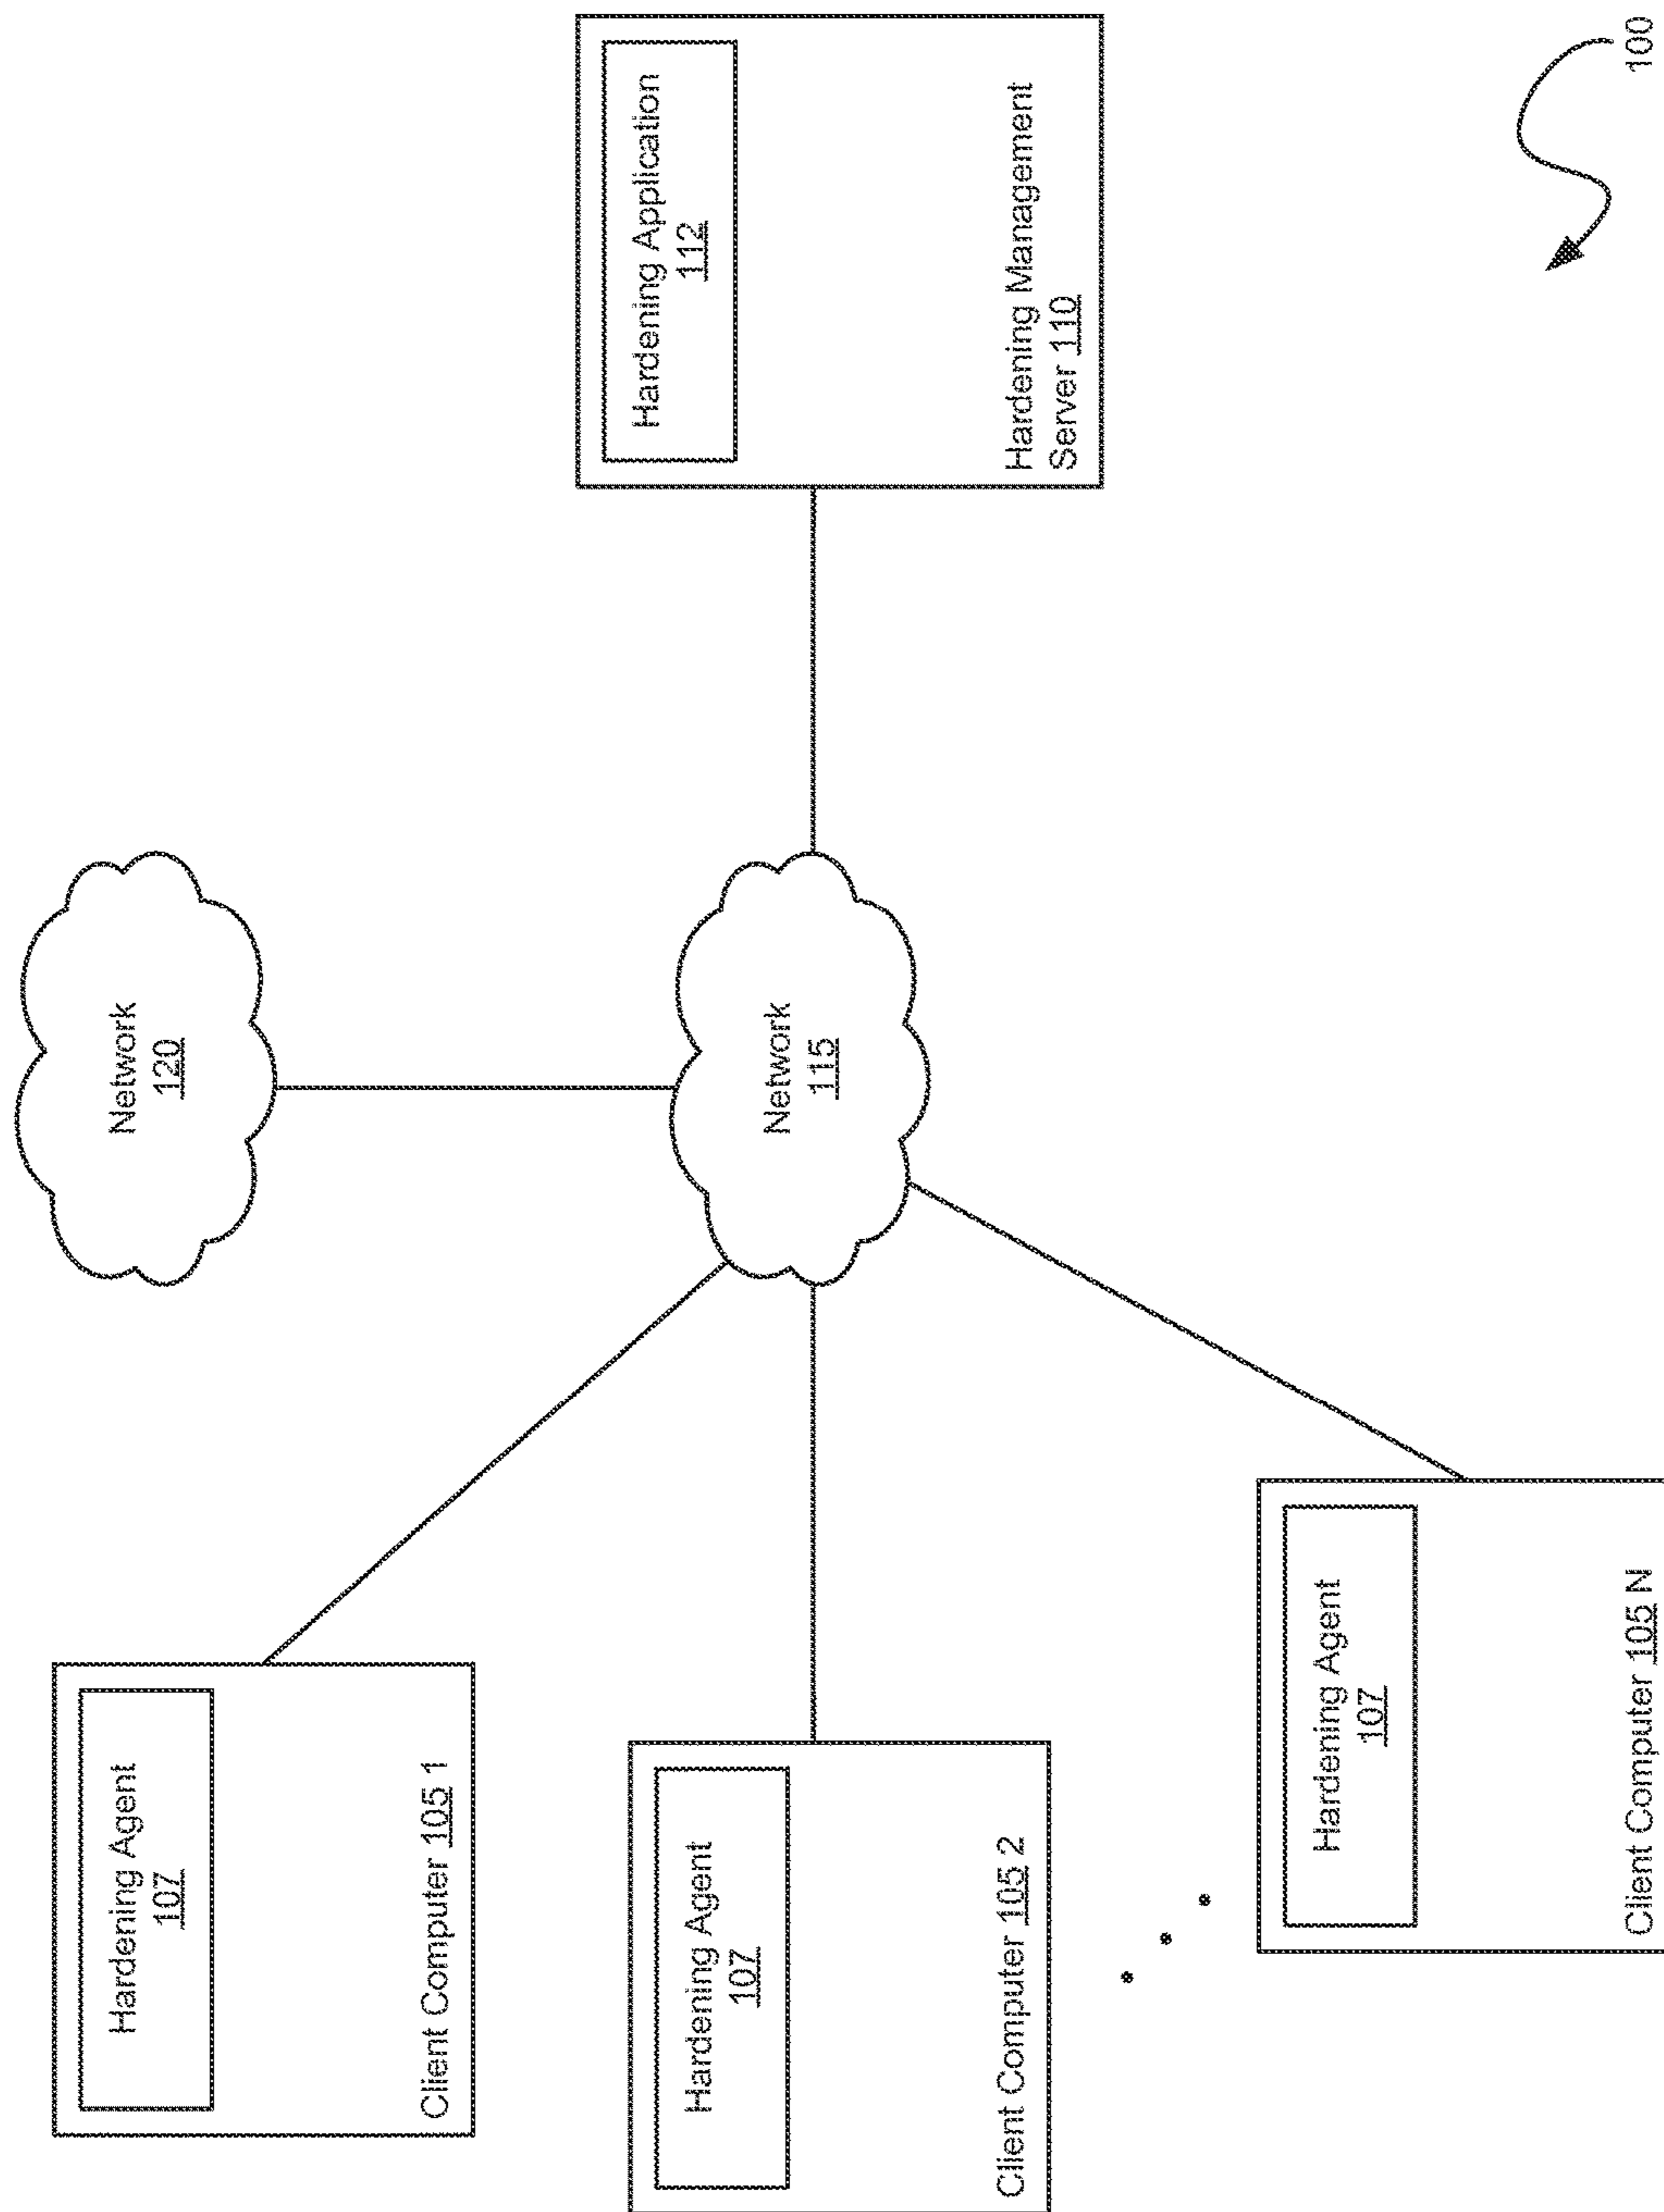 Network
120
Hardening Agent
107
Client Computer 105 1
Hardening Agent
107
Client Computer 105 2
Network
115
Hardening Application
112
Hardening Management
Server 110
Hardening Agent
107
Client Computer 105 N
100